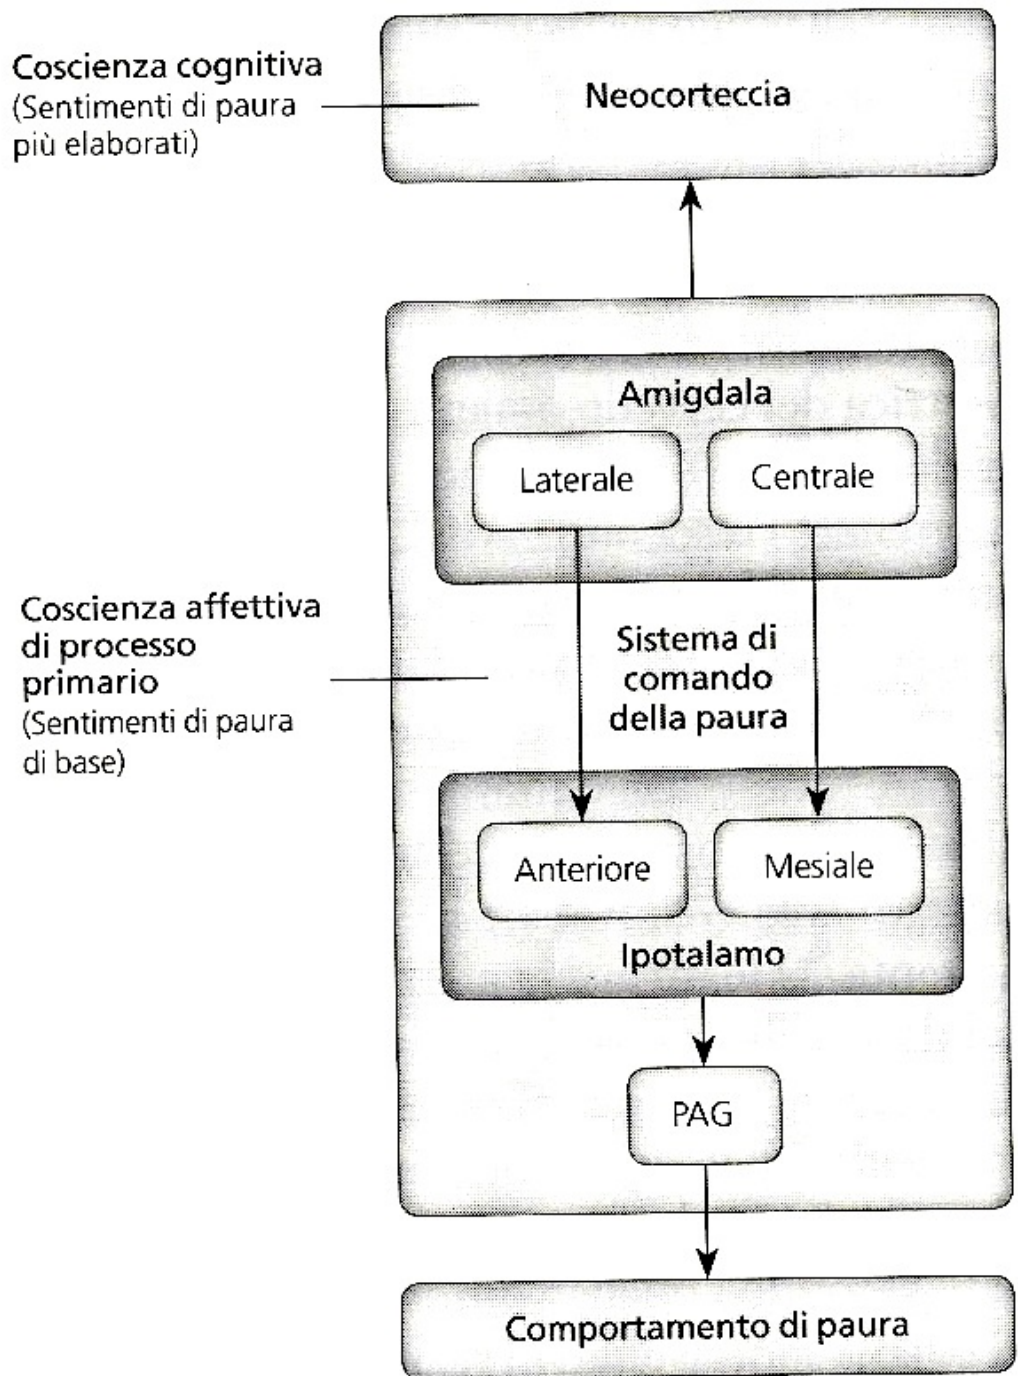 Neocorteccia
Coscienza cognitiva
(Sentimenti di paura
più elaborati)
Amigdala
Laterale
Centrale
Coscienza affettiva
di processo
primario
(Sentimenti di paura
di base)
Sistema di
comando
della paura
Anteriore
Mesiale
Ipotalamo
PAG
Comportamento di paura